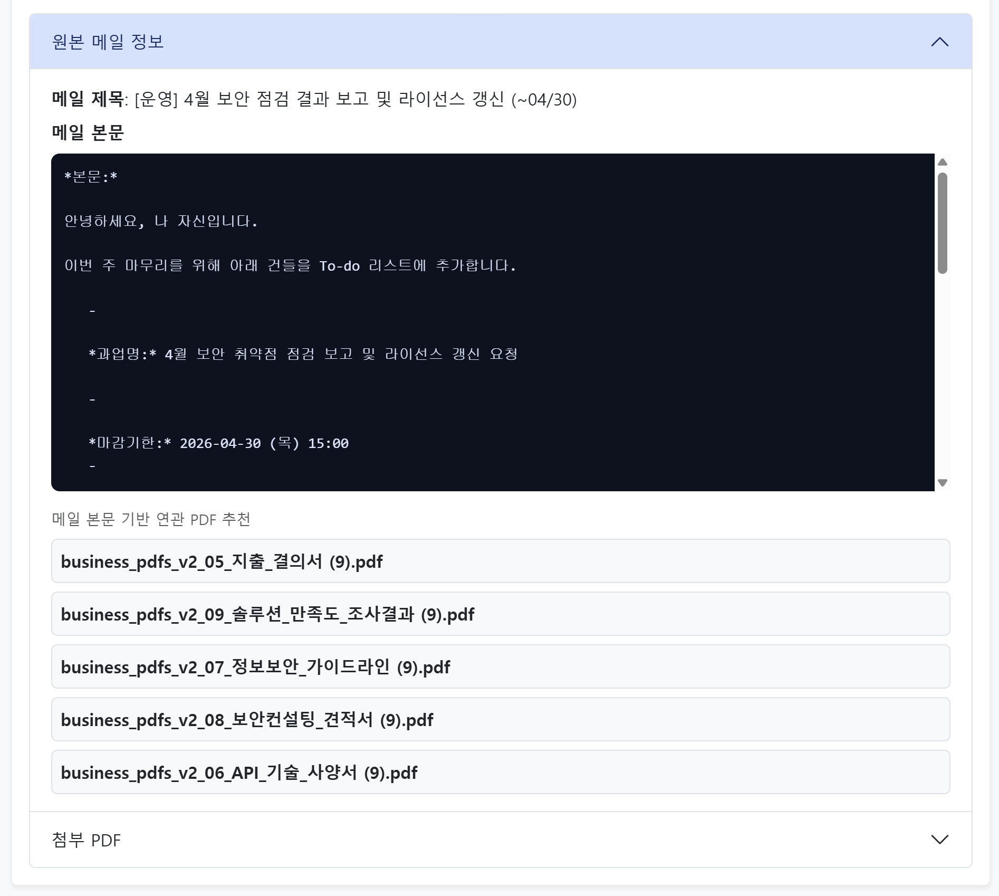 원본 메일 정보
메일 제목: [운영] 4월 보안 점검 결과 보고 및 라이선스 갱신 (~04/30)
메일 본문
*본문:*
안녕하세요, 나 자신입니다.
이번 주 마무리를 위해 아래 건들을 To-do 리스트에 추가합니다.
-
*과업명:* 4월 보안 취약점 점검 보고 및 라이선스 갱신 요청
-
*마감기한:* 2026-04-30 (목) 15:00
-
메일 본문 기반 연관 PDF 추천
business_pdfs_v2_05_지출_결의서 (9).pdf
business_pdfs_v2_09_솔루션_만족도_조사결과 (9).pdf
business_pdfs_v2_07_정보보안_가이드라인 (9).pdf
business_pdfs_v2_08_보안컨설팅_견적서 (9).pdf
business_pdfs_v2_06_API_기술_사양서 (9).pdf
첨부 PDF